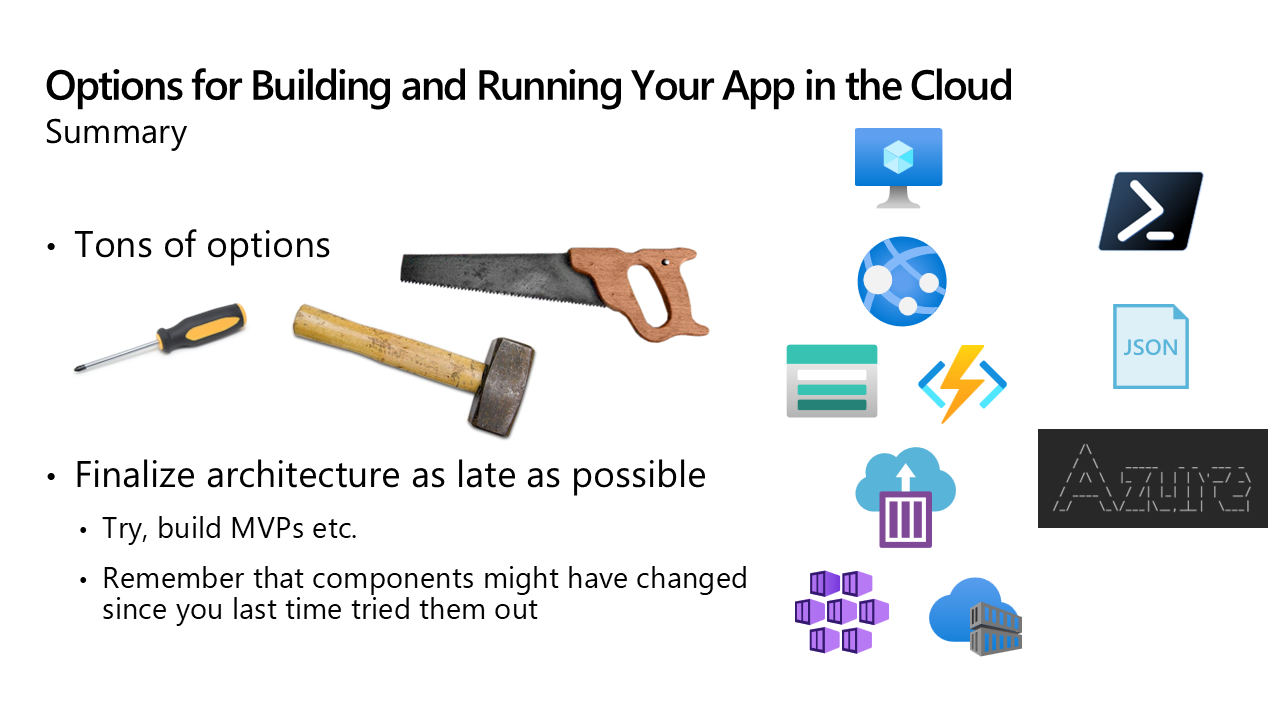 Options for Building and Running Your App in the Cloud
Summary
• Tons of options
• Finalize architecture as late as possible
• Try, build MVPs etc.
• Remember that components might have changed
since you last time tried them out
JSON
Azure